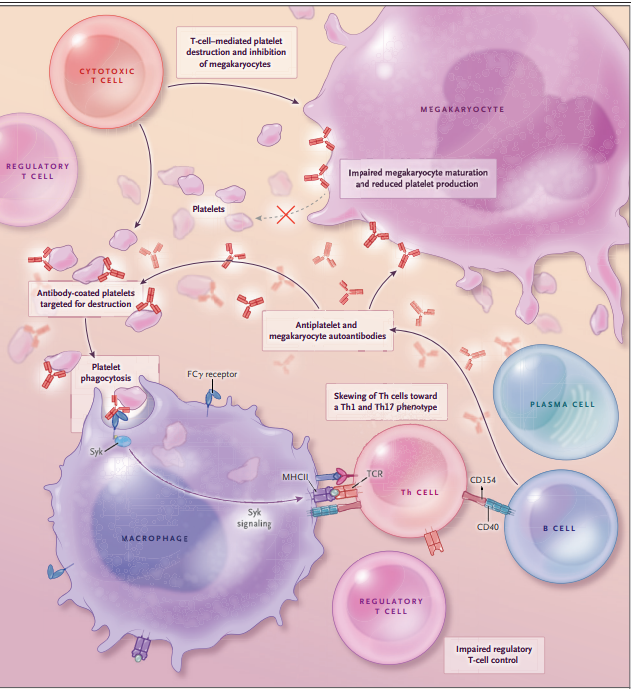 T-cell–mediated platelet
destruction and inhibition
of megakaryocytes
CYTOTOXIC
T CELL
MEGAKARYOCYTE
REGULATORY
T CELL
Impaired megakaryocyte maturation
and reduced platelet production
Platelets
Antibody-coated platelets
targeted for destruction
Antiplatelet and
megakaryocyte autoantibodies
Platelet
phagocytosis
FCγ receptor
Skewing of Th cells toward
a Th1 and Th17 phenotype
PLASMA CELL
Syk
MHCII
TCR
Th CELL
CD154
Syk
signaling
CD40
B CELL
MACROPHAGE
REGULATORY
T CELL
Impaired regulatory
T-cell control